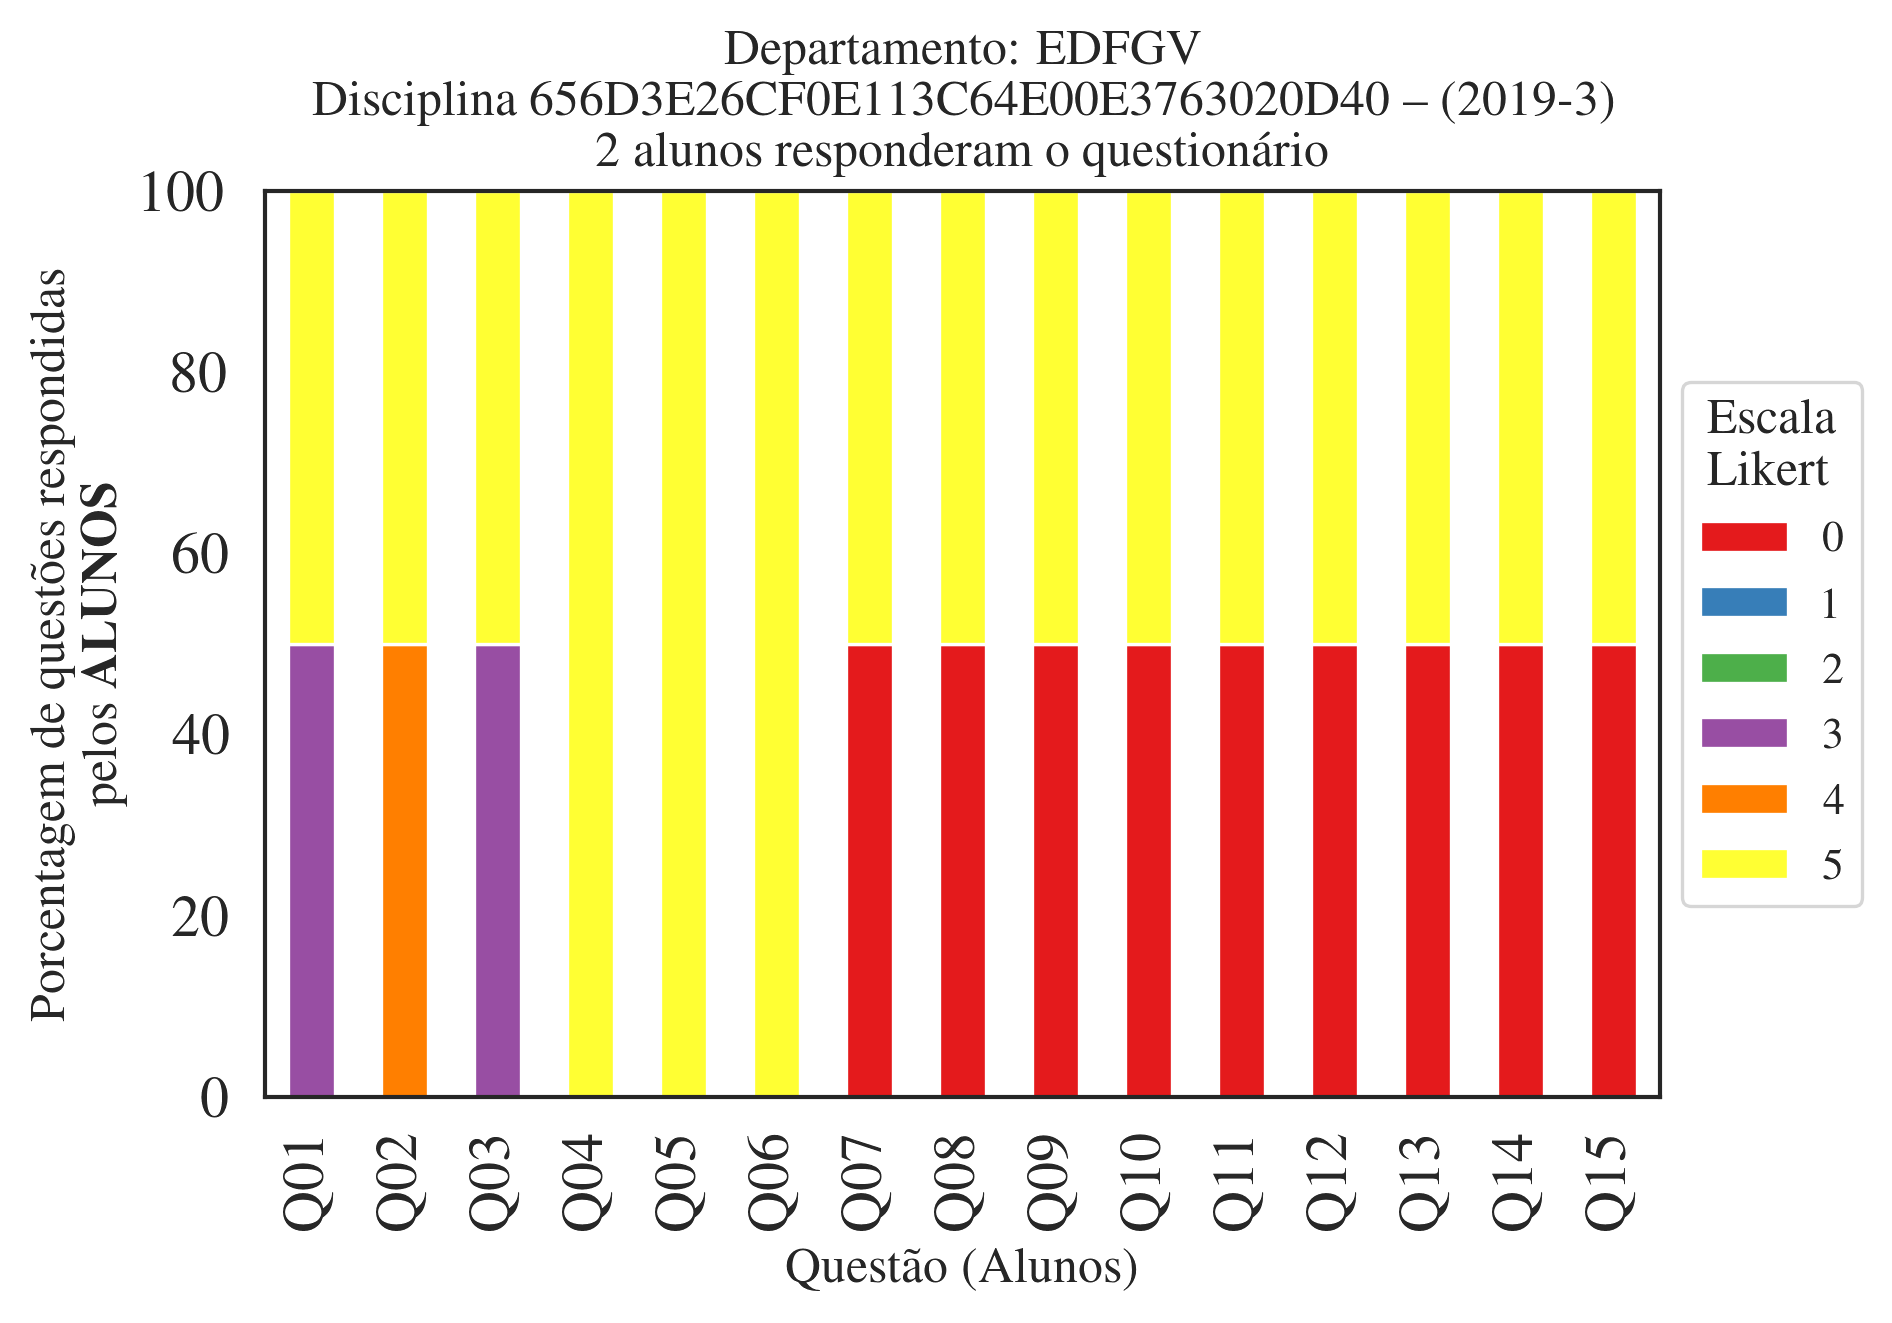 Departamento: EDFGV
Disciplina 656D3E26CF0E113C64E00E3763020D40 – (2019-3)
2 alunos responderam o questionário
Porcentagem de questões respondidas
pelos ALUNOS
100
80
60
40
20
0
Q01
Q02
Q03
Q04
Q05
Q06
Q07
Q08
Q09
Q10
Q11
Q12
Q13
Q14
Q15
Questão (Alunos)
Escala
Likert
0
1
2
3
4
5